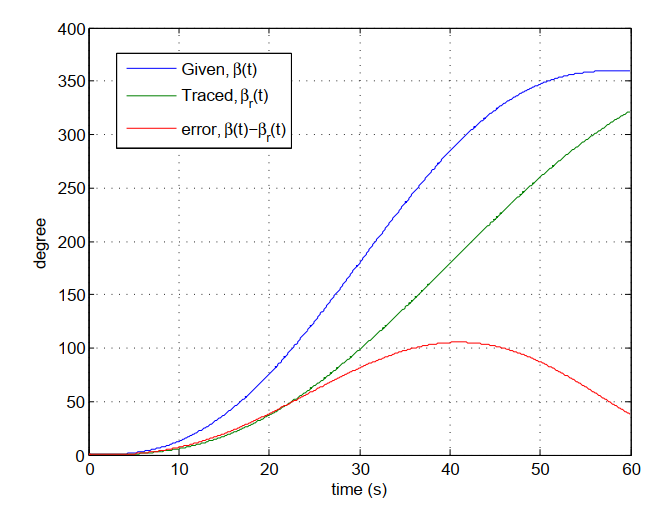 400
350
300
250
200
150
100
50
0
degree
Given, β(t)
Traced, βr(t)
error, β(t)−βr(t)
0 10 20 30 40 50 60
time (s)